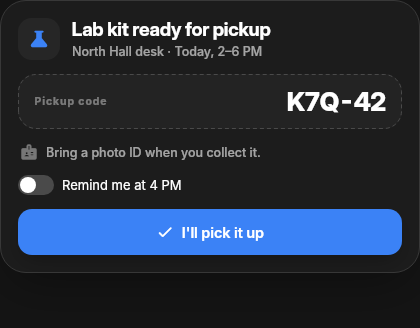 Lab kit ready for pickup
North Hall desk · Today, 2–6 PM
Pickup code
K7Q-42
Bring a photo ID when you collect it.
Remind me at 4 PM
I'll pick it up